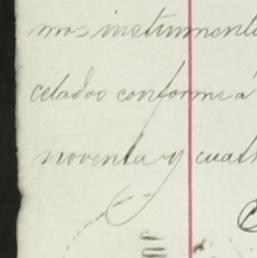 mos instrumento
celados conforme á
noventa y cuat